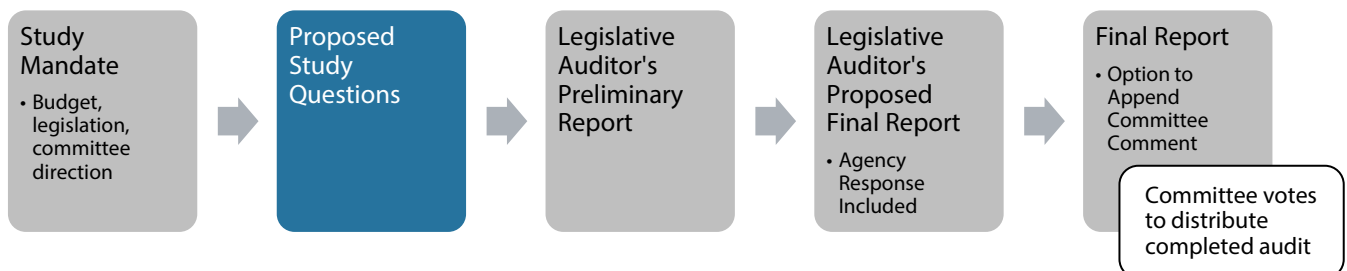 Study
Mandate
• Budget,
legislation,
committee
direction
Proposed
Study
Questions
Legislative
Auditor's
Preliminary
Report
Legislative
Auditor's
Proposed
Final Report
• Agency
Response
Included
Final Report
• Option to
Append
Committee
Comment
Committee votes
to distribute
completed audit